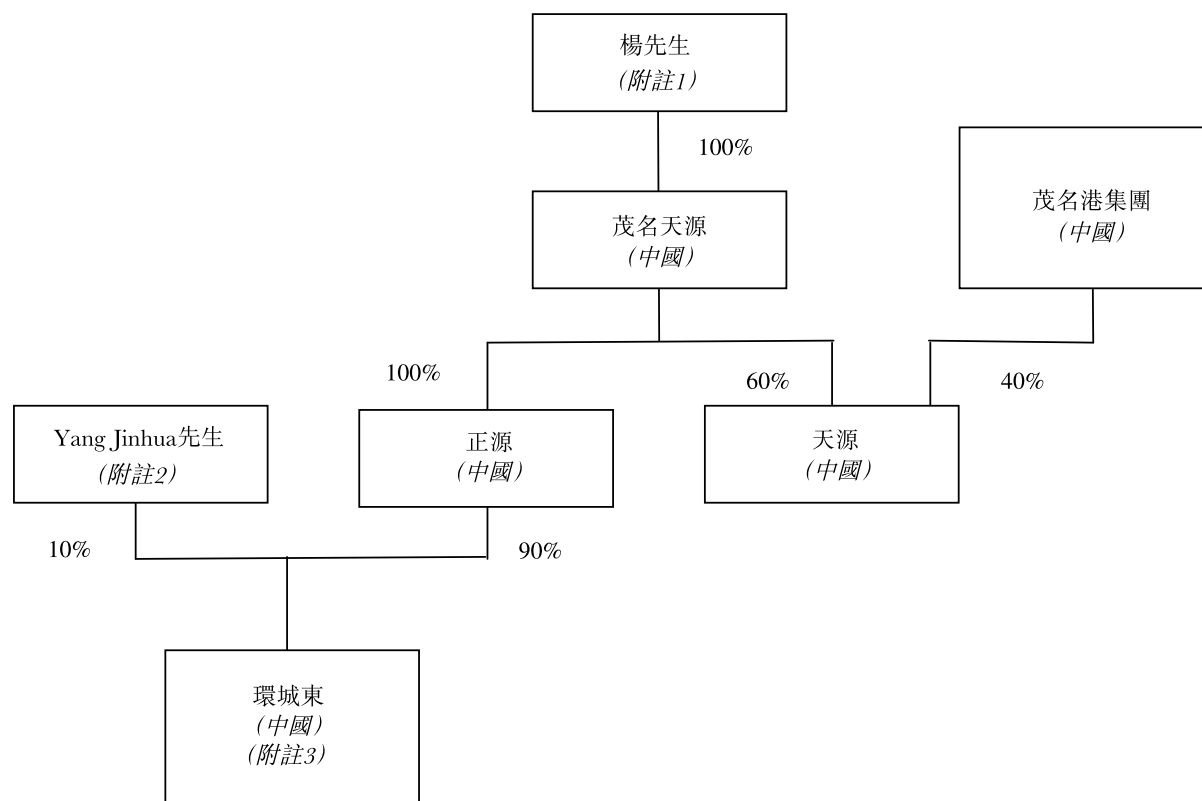 楊先生
（附註1）
100%
茂名天源
（中國）
茂名港集團
（中國）
100%
60%
40%
Yang Jinhua先生
（附註2）
正源
（中國）
天源
（中國）
10%
90%
環城東
（中國）
（附註3）